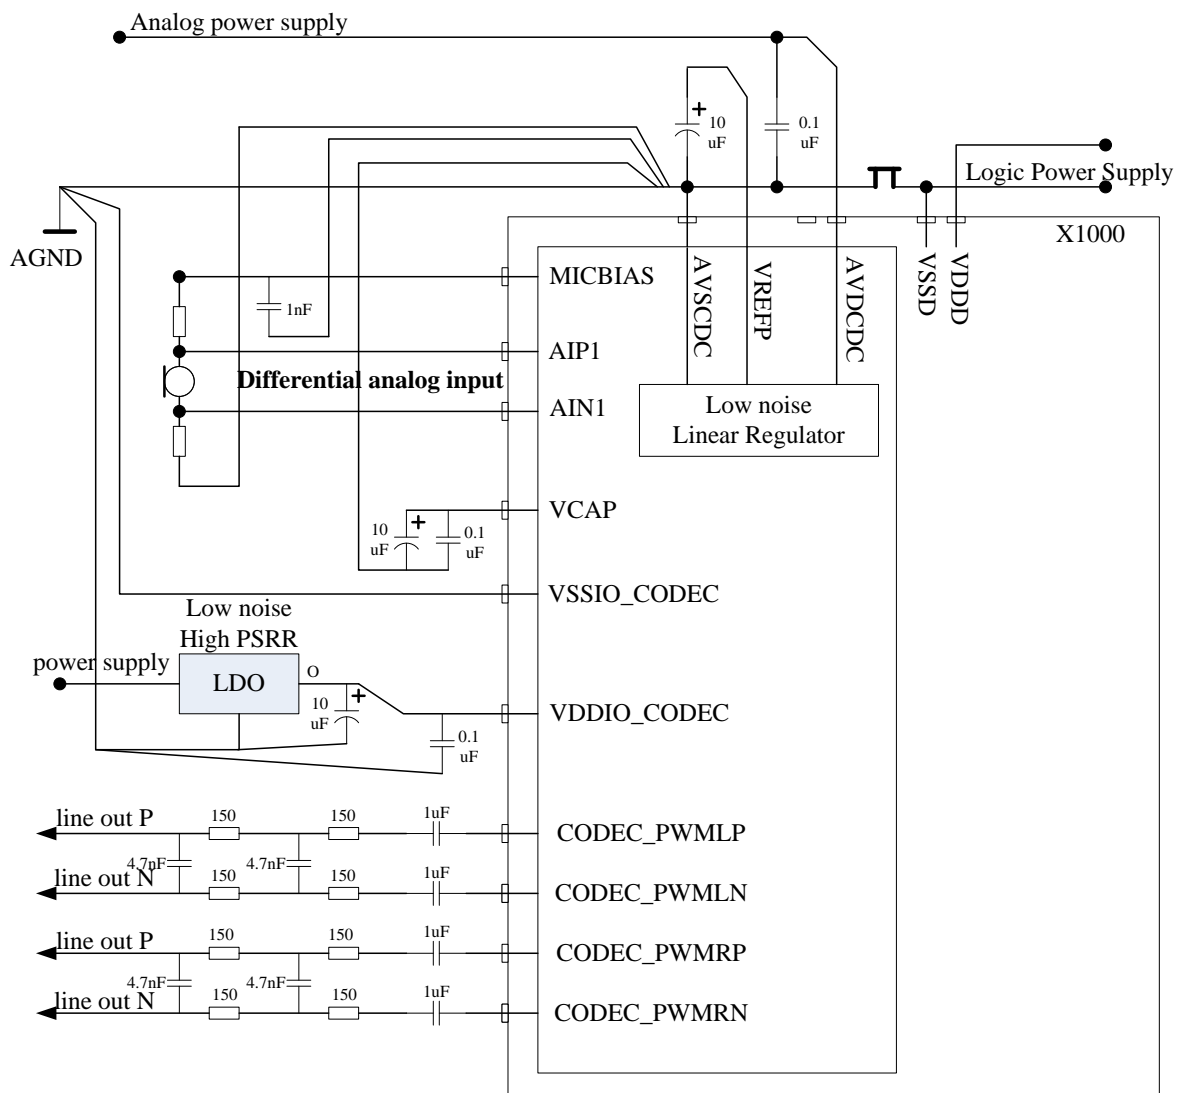 Analog power supply
10
uF
0.1
uF
Logic Power Supply
AGND
X1000
MICBIAS
AVSCDC
VREFP
AVDCDC
VSSD
VDDD
1nF
AIP1
Differential analog input
AIN1
Low noise
Linear Regulator
VCAP
10
uF
0.1
uF
VSSIO_CODEC
Low noise
High PSRR
power supply
LDO
O
10
uF
VDDIO_CODEC
0.1
uF
line out P
150
150
1uF
CODEC_PWMLP
4.7nF
4.7nF
line out N
150
150
1uF
CODEC_PWMLN
line out P
150
150
1uF
CODEC_PWMRP
4.7nF
4.7nF
line out N
150
150
1uF
CODEC_PWMRN